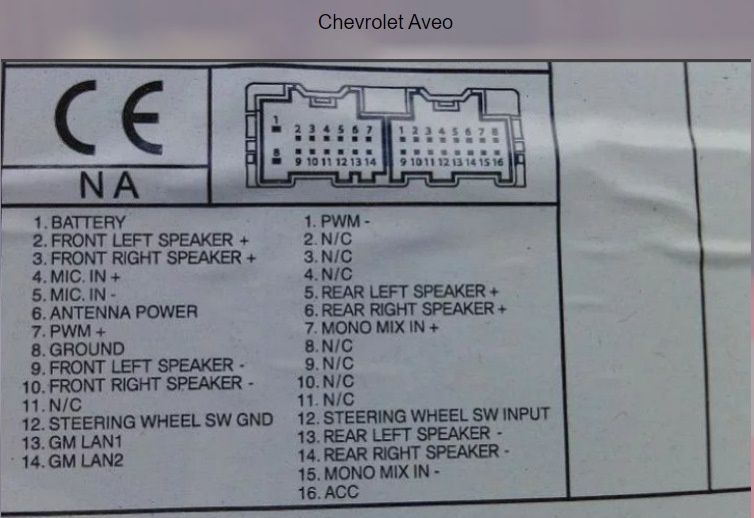 Chevrolet Aveo
CE
NA
1 2 3 4 5 6 7
8 9 10 11 12 13 14
1 2 3 4 5 6 7 8
9 10 11 12 13 14 15 16
1. BATTERY
2. FRONT LEFT SPEAKER +
3. FRONT RIGHT SPEAKER +
4. MIC. IN +
5. MIC. IN -
6. ANTENNA POWER
7. PWM +
8. GROUND
9. FRONT LEFT SPEAKER -
10. FRONT RIGHT SPEAKER -
11. N/C
12. STEERING WHEEL SW GND
13. GM LAN1
14. GM LAN2
1. PWM -
2. N/C
3. N/C
4. N/C
5. REAR LEFT SPEAKER +
6. REAR RIGHT SPEAKER +
7. MONO MIX IN +
8. N/C
9. N/C
10. N/C
11. N/C
12. STEERING WHEEL SW INPUT
13. REAR LEFT SPEAKER -
14. REAR RIGHT SPEAKER -
15. MONO MIX IN -
16. ACC